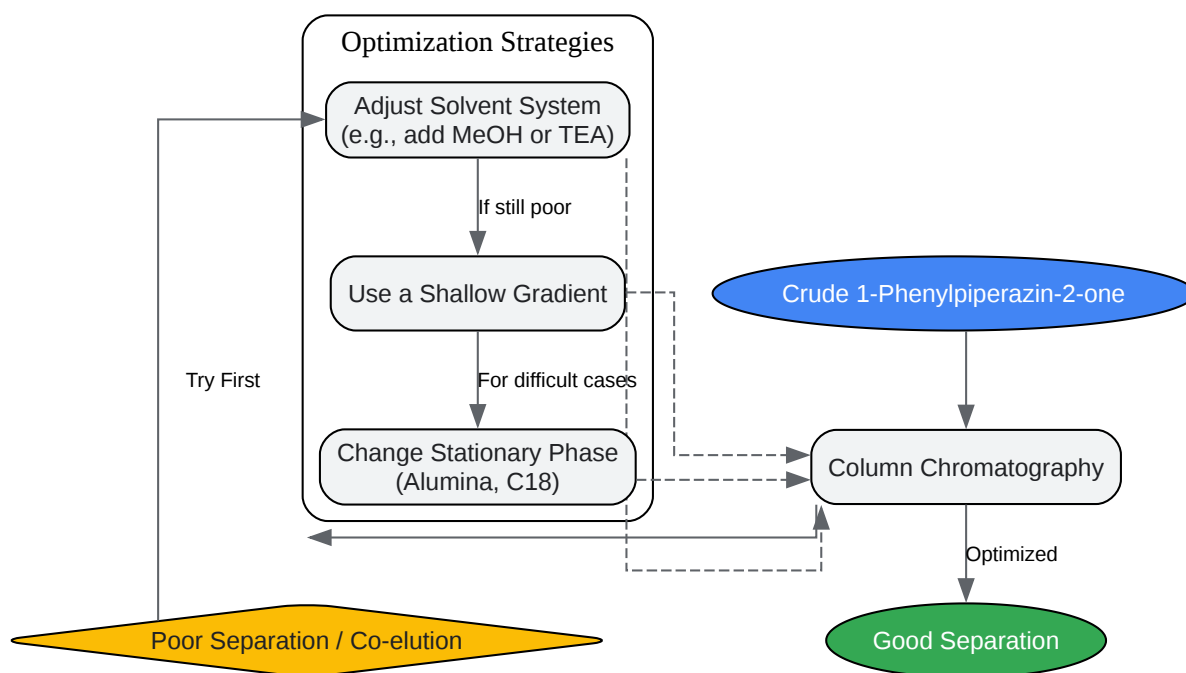 Optimization Strategies
Adjust Solvent System
(e.g., add MeOH or TEA)
If still poor
Use a Shallow Gradient
Crude 1-Phenylpiperazin-2-one
Try First
For difficult cases
Change Stationary Phase
(Alumina, C18)
Column Chromatography
Optimized
Poor Separation / Co-elution
Good Separation